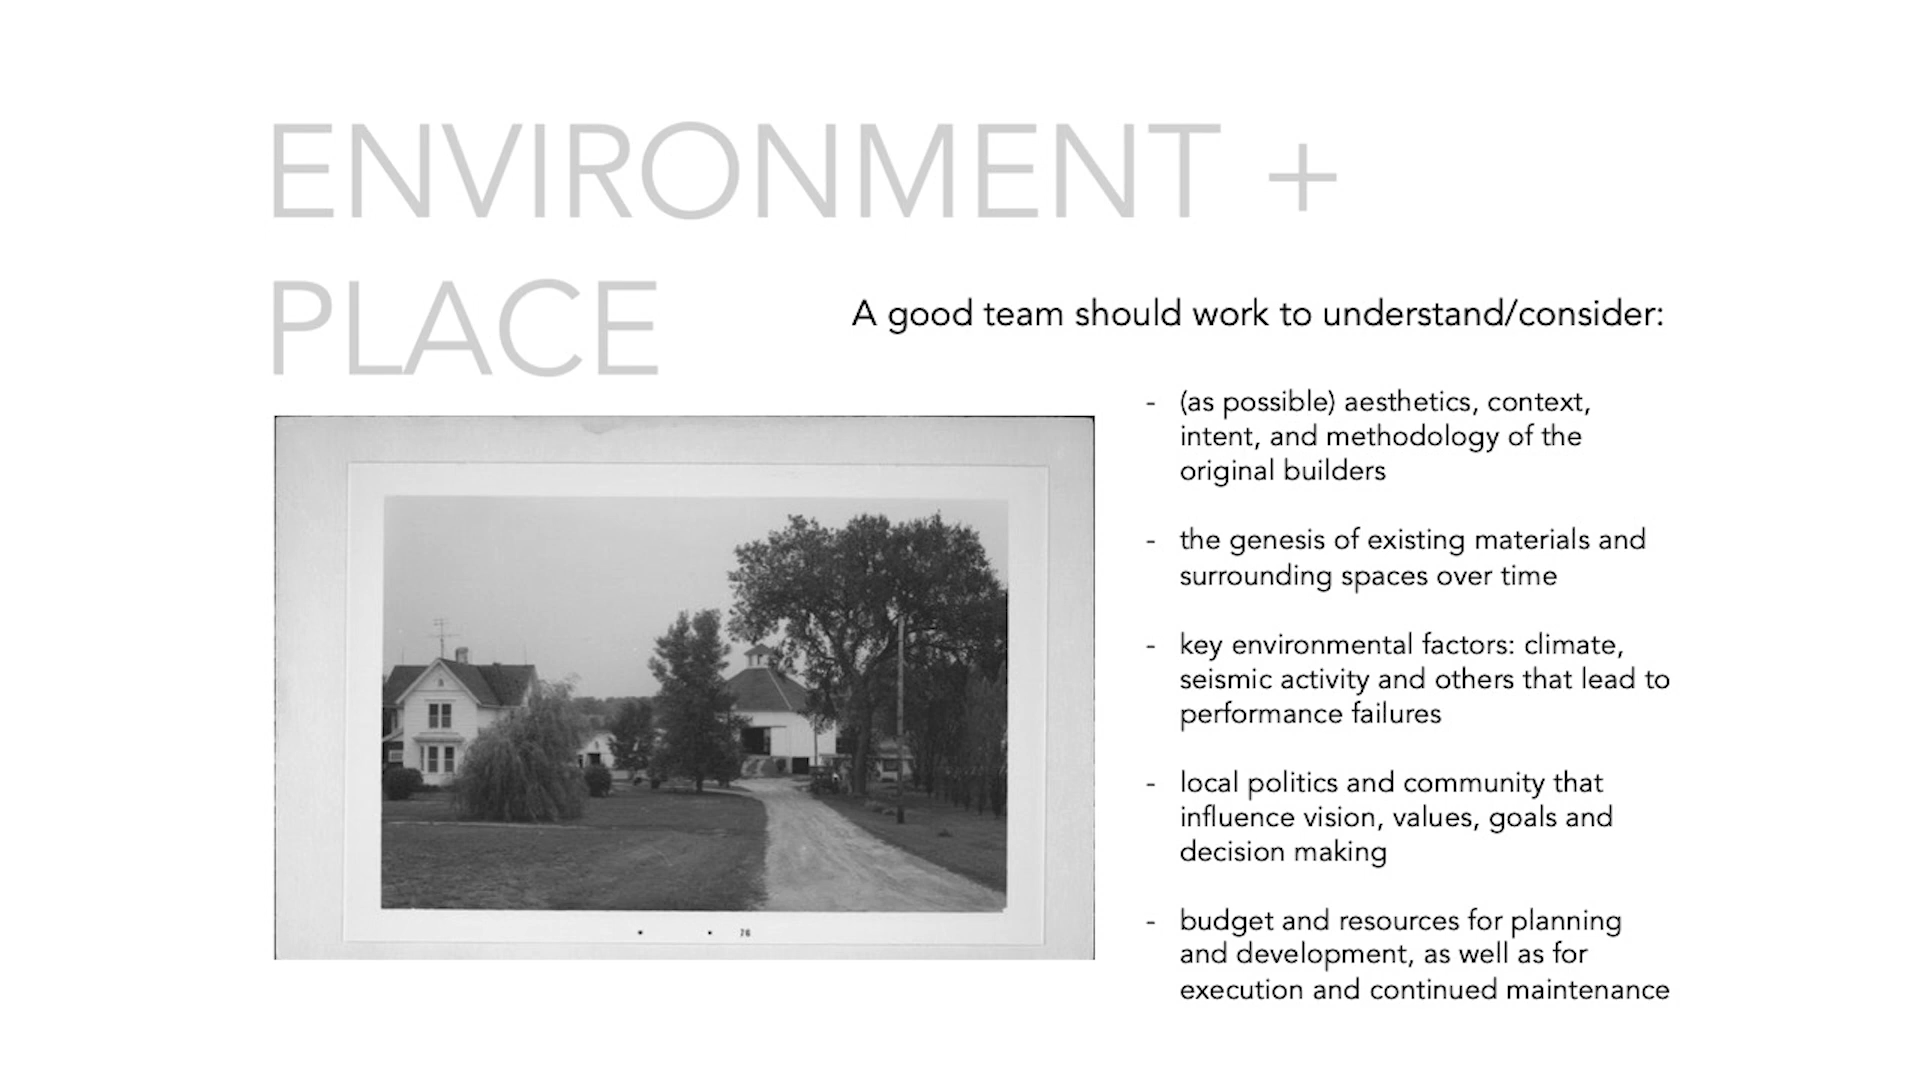 ENVIRONMENT +
PLACE
A good team should work to understand/consider:
- (as possible) aesthetics, context,
intent, and methodology of the
original builders
- the genesis of existing materials and
surrounding spaces over time
- key environmental factors: climate,
seismic activity and others that lead to
performance failures
- local politics and community that
influence vision, values, goals and
decision making
- budget and resources for planning
and development, as well as for
execution and continued maintenance
• • 76